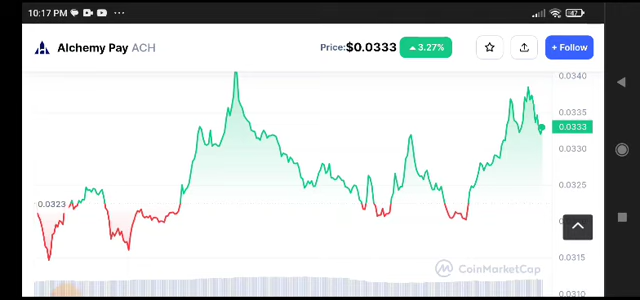 10:17 PM
47
Alchemy Pay ACH
Price:$0.0333
3.27%
+ Follow
0.0340
0.0335
0.0333
0.0330
0.0325
0.0323
0.0315
0.0310
CoinMarketCap